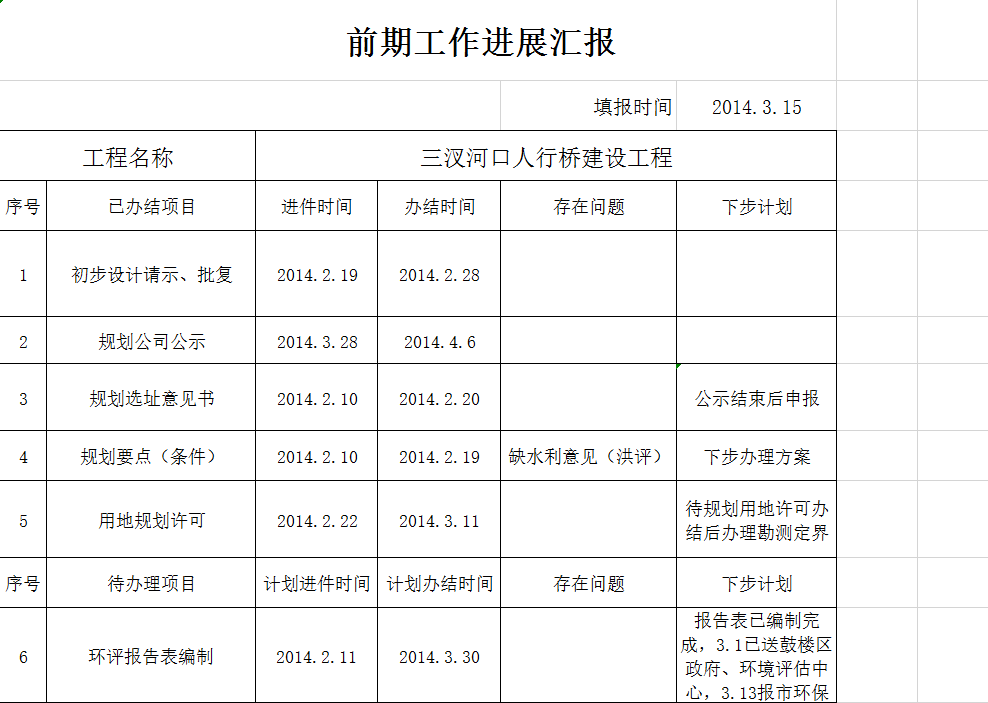 前期工作进展汇报
填报时间 2014.3.15
工程名称 三汊河口人行桥建设工程
序号 已办结项目 进件时间 办结时间 存在问题 下步计划
1 初步设计请示、批复 2014.2.19 2014.2.28
2 规划公司公示 2014.3.28 2014.4.6
3 规划选址意见书 2014.2.10 2014.2.20 公示结束后申报
4 规划要点（条件） 2014.2.10 2014.2.19 缺水利意见（洪评） 下步办理方案
5 用地规划许可 2014.2.22 2014.3.11 待规划用地许可办
结后办理勘测定界
序号 待办理项目 计划进件时间 计划办结时间 存在问题 下步计划
6 环评报告表编制 2014.2.11 2014.3.30 报告表已编制完
成，3.1已送鼓楼区
政府、环境评估中
心，3.13报市环保